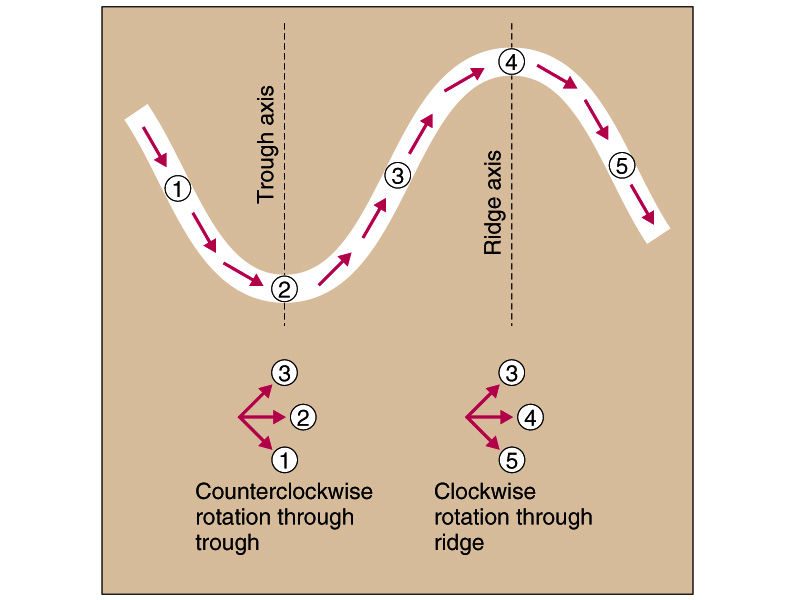 Trough axis
Ridge axis
1
2
3
4
5
3
2
1
3
4
5
Counterclockwise
rotation through
trough
Clockwise
rotation through
ridge